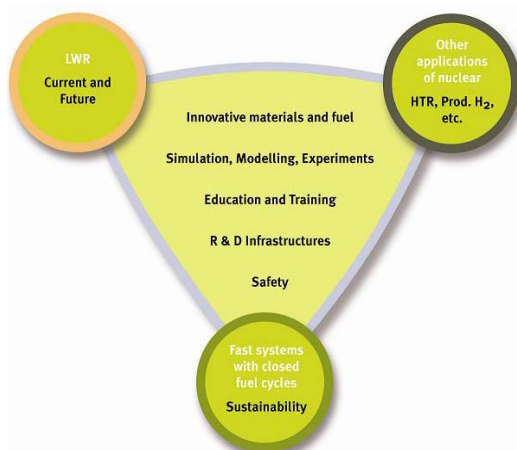 LWR
Current and
Future
Other
applications
of nuclear
HTR, Prod. H₂,
etc.
Innovative materials and fuel
Simulation, Modelling, Experiments
Education and Training
R & D Infrastructures
Safety
Fast systems
with closed
fuel cycles
Sustainability